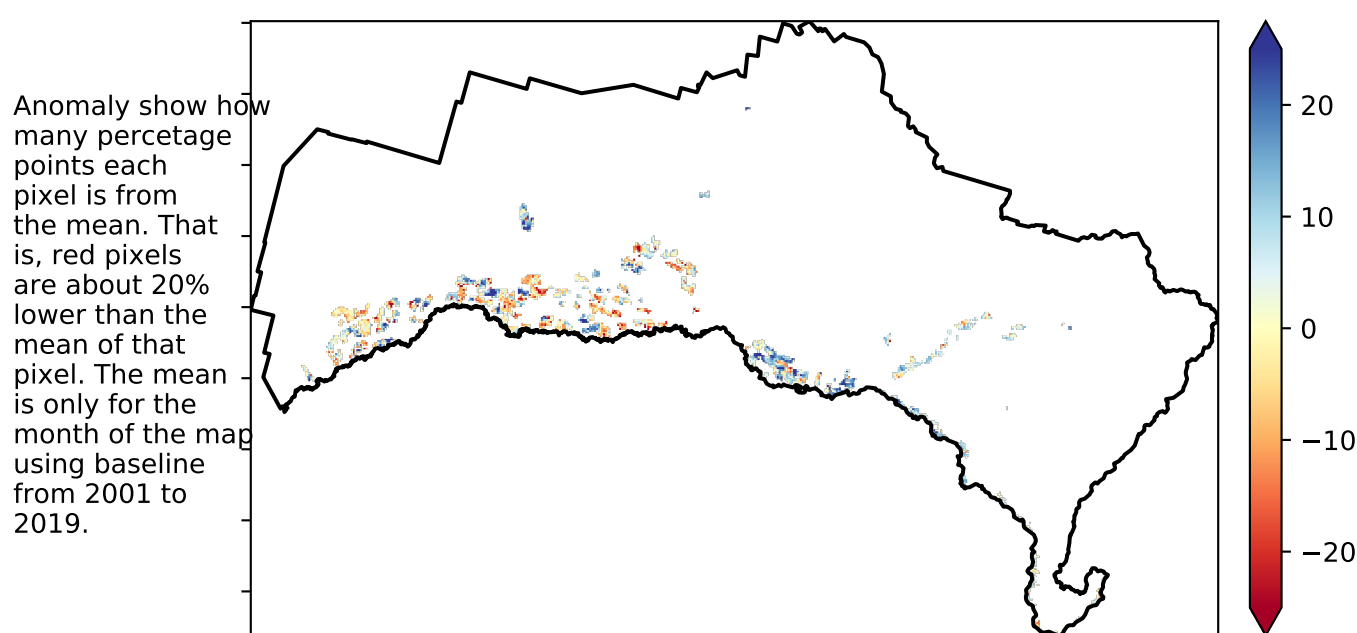 Anomaly show how
many percetage
points each
pixel is from
the mean. That
is, red pixels
are about 20%
lower than the
mean of that
pixel. The mean
is only for the
month of the map
using baseline
from 2001 to
2019.
20
10
0
−10
−20